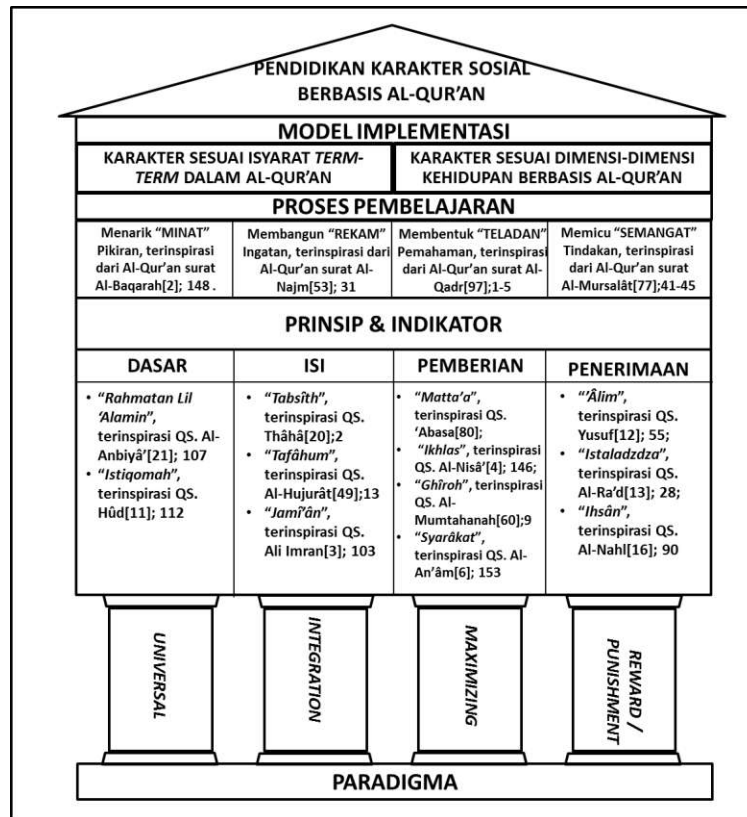 PENDIDIKAN KARAKTER SOSIAL
BERBASIS AL-QUR'AN
MODEL IMPLEMENTASI
KARAKTER SESUAI ISYARAT TERM-
TERM DALAM AL-QUR'AN
KARAKTER SESUAI DIMENSI-DIMENSI
KEHIDUPAN BERBASIS AL-QUR'AN
PROSES PEMBELAJARAN
Menarik "MINAT"
Pikiran, terinspirasi
dari Al-Qur'an surat
Al-Baqarah[2]; 148 .
Membangun "REKAM"
Ingatan, terinspirasi dari
Al-Qur'an surat Al-
Najm[53]; 31
Membentuk "TELADAN"
Pemahaman, terinspirasi
dari Al-Qur'an surat Al-
Qadr[97];1-5
Memicu "SEMANGAT"
Tindakan, terinspirasi
dari Al-Qur'an surat
Al-Mursalât[77];41-45
PRINSIP & INDIKATOR
DASAR
• "Rahmatan Lil
'Alamin",
terinspirasi QS. Al-
Anbiyâ'[21]; 107
• "Istiqomah",
terinspirasi QS.
Hûd[11]; 112
ISI
• "Tabsîth",
terinspirasi QS.
Thâhâ[20];2
• "Tafâhum",
terinspirasi QS.
Al-Hujurât[49];13
• "Jamî'ân",
terinspirasi QS.
Ali Imran[3]; 103
PEMBERIAN
• "Matta'a",
terinspirasi QS.
'Abasa[80];
• "Ikhlas", terinspirasi
QS. Al-Nisâ'[4]; 146;
• "Ghîroh", terinspirasi
QS. Al-
Mumtahanah[60];9
• "Syarâkat",
terinspirasi QS. Al-
An'âm[6]; 153
PENERIMAAN
• "'Âlim",
terinspirasi QS.
Yusuf[12]; 55;
• "Istaladzdza",
terinspirasi QS.
Al-Ra'd[13]; 28;
• "Ihsân",
terinspirasi QS.
Al-Nahl[16]; 90
UNIVERSAL
INTEGRATION
MAXIMIZING
REWARD /
PUNISHMENT
PARADIGMA